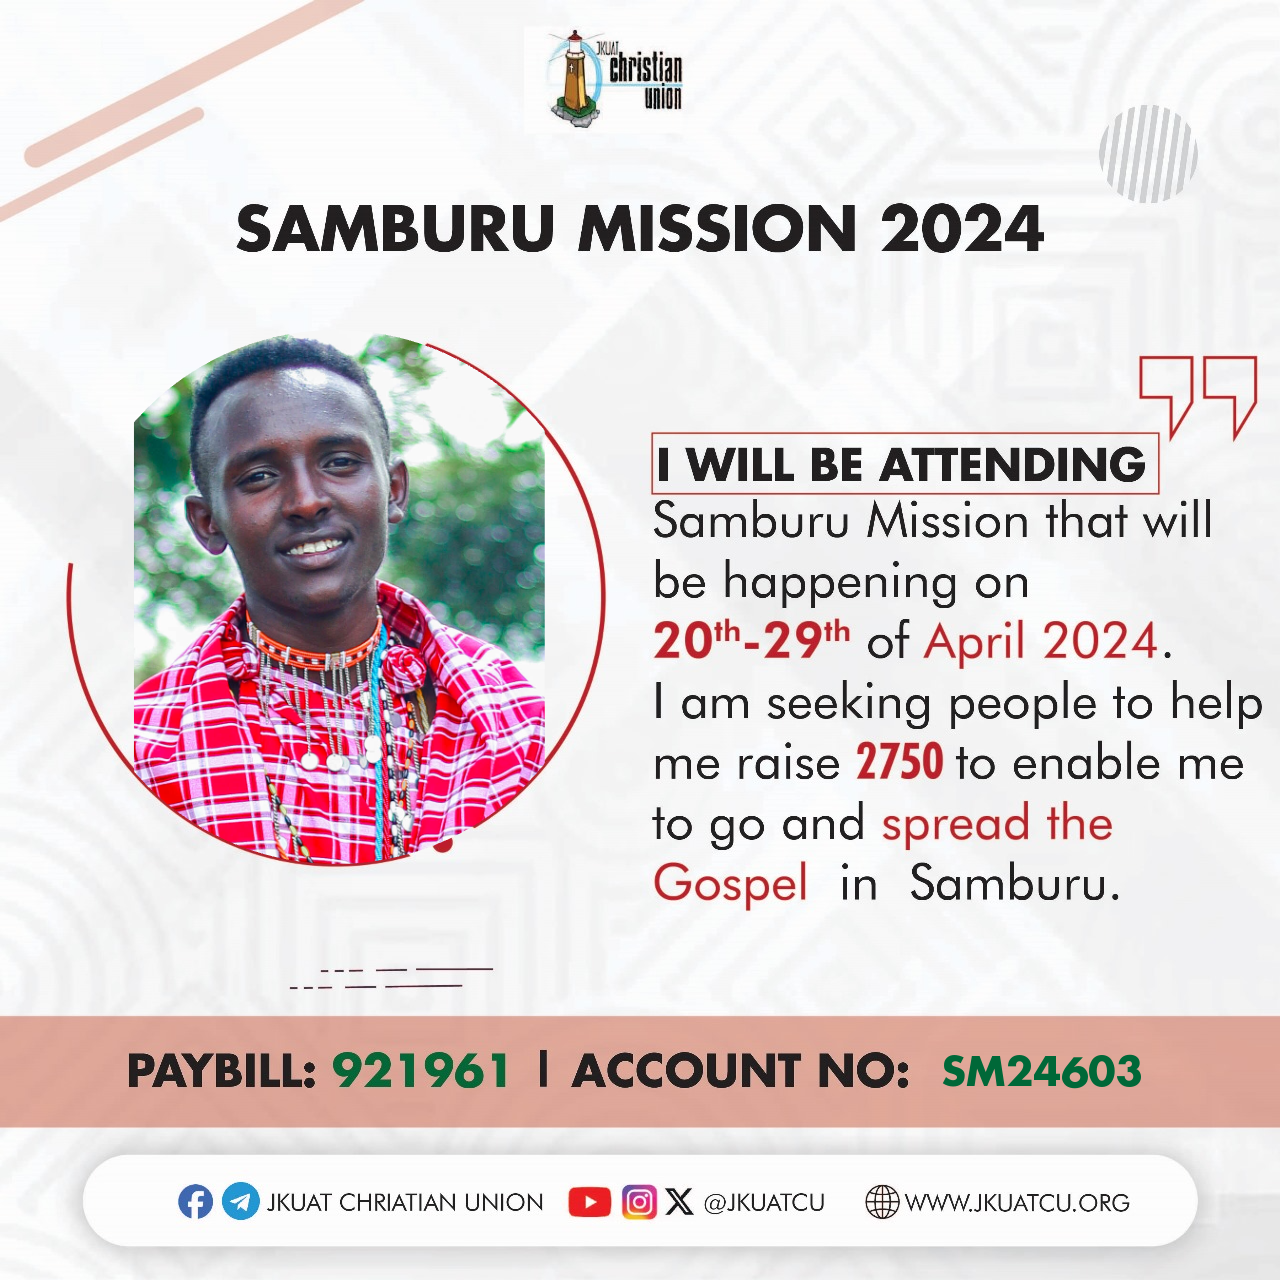 JKUAT
christian
union
SAMBURU MISSION 2024
I WILL BE ATTENDING
Samburu Mission that will
be happening on
20th-29th of April 2024.
I am seeking people to help
me raise 2750 to enable me
to go and spread the
Gospel in Samburu.
PAYBILL: 921961 | ACCOUNT NO: SM24603
JKUAT CHRIATIAN UNION @JKUATCU WWW.JKUATCU.ORG